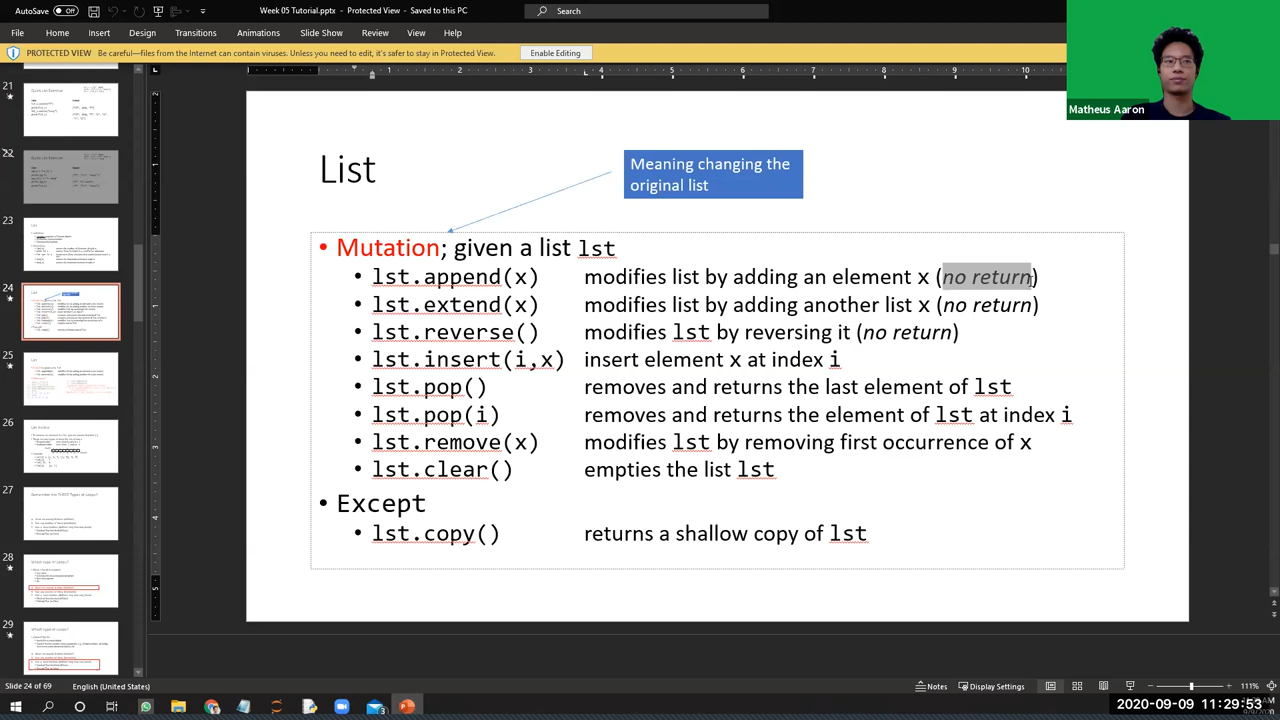 AutoSave Off
Week 05 Tutorial.pptx - Protected View - Saved to this PC
Search
File Home Insert Design Transitions Animations Slide Show Review View Help
PROTECTED VIEW Be careful—files from the Internet can contain viruses. Unless you need to edit, it's safer to stay in Protected View. Enable Editing
Matheus Aaron
21
22
23
24
25
26
28
29
List
Meaning changing the
original list
• Mutation; given a list lst
• lst.append(x) modifies list by adding an element x (no return)
• lst.extend(x) modifies list by adding another list x (no return)
• lst.reverse() modifies lst by reversing it (no return)
• lst.insert(i,x) insert element x at index i
• lst.pop() removes and returns the last element of lst
• lst.pop(i) removes and returns the element of lst at index i
• lst.remove(x) modifies lst by removing first occurrence of x
• lst.clear() empties the list lst
• Except
• lst.copy() returns a shallow copy of lst
Slide 24 of 69 English (United States) Notes Display Settings 111%
2020-09-09 11:29:53